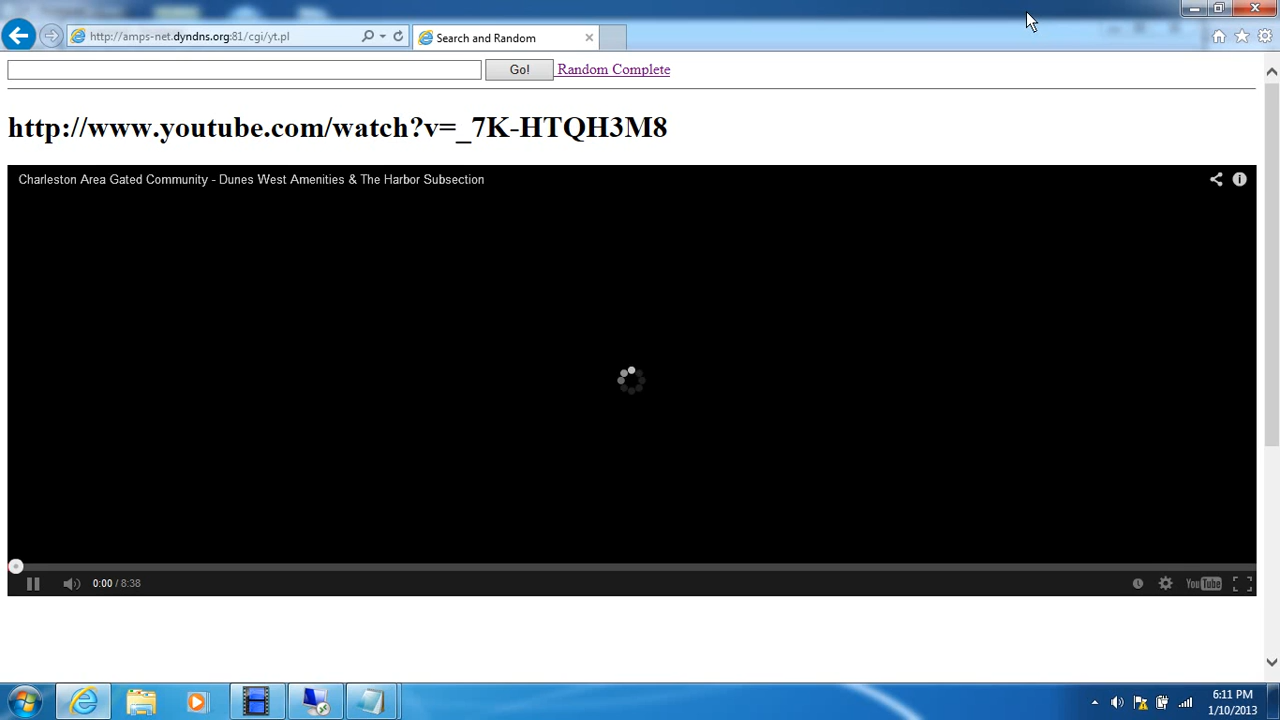 http://amps-net.dyndns.org:81/cgi/yt.pl
Search and Random
Go! Random Complete
http://www.youtube.com/watch?v=_7K-HTQH3M8
Charleston Area Gated Community - Dunes West Amenities & The Harbor Subsection
0:00 / 8:38
YouTube
6:11 PM
1/10/2013